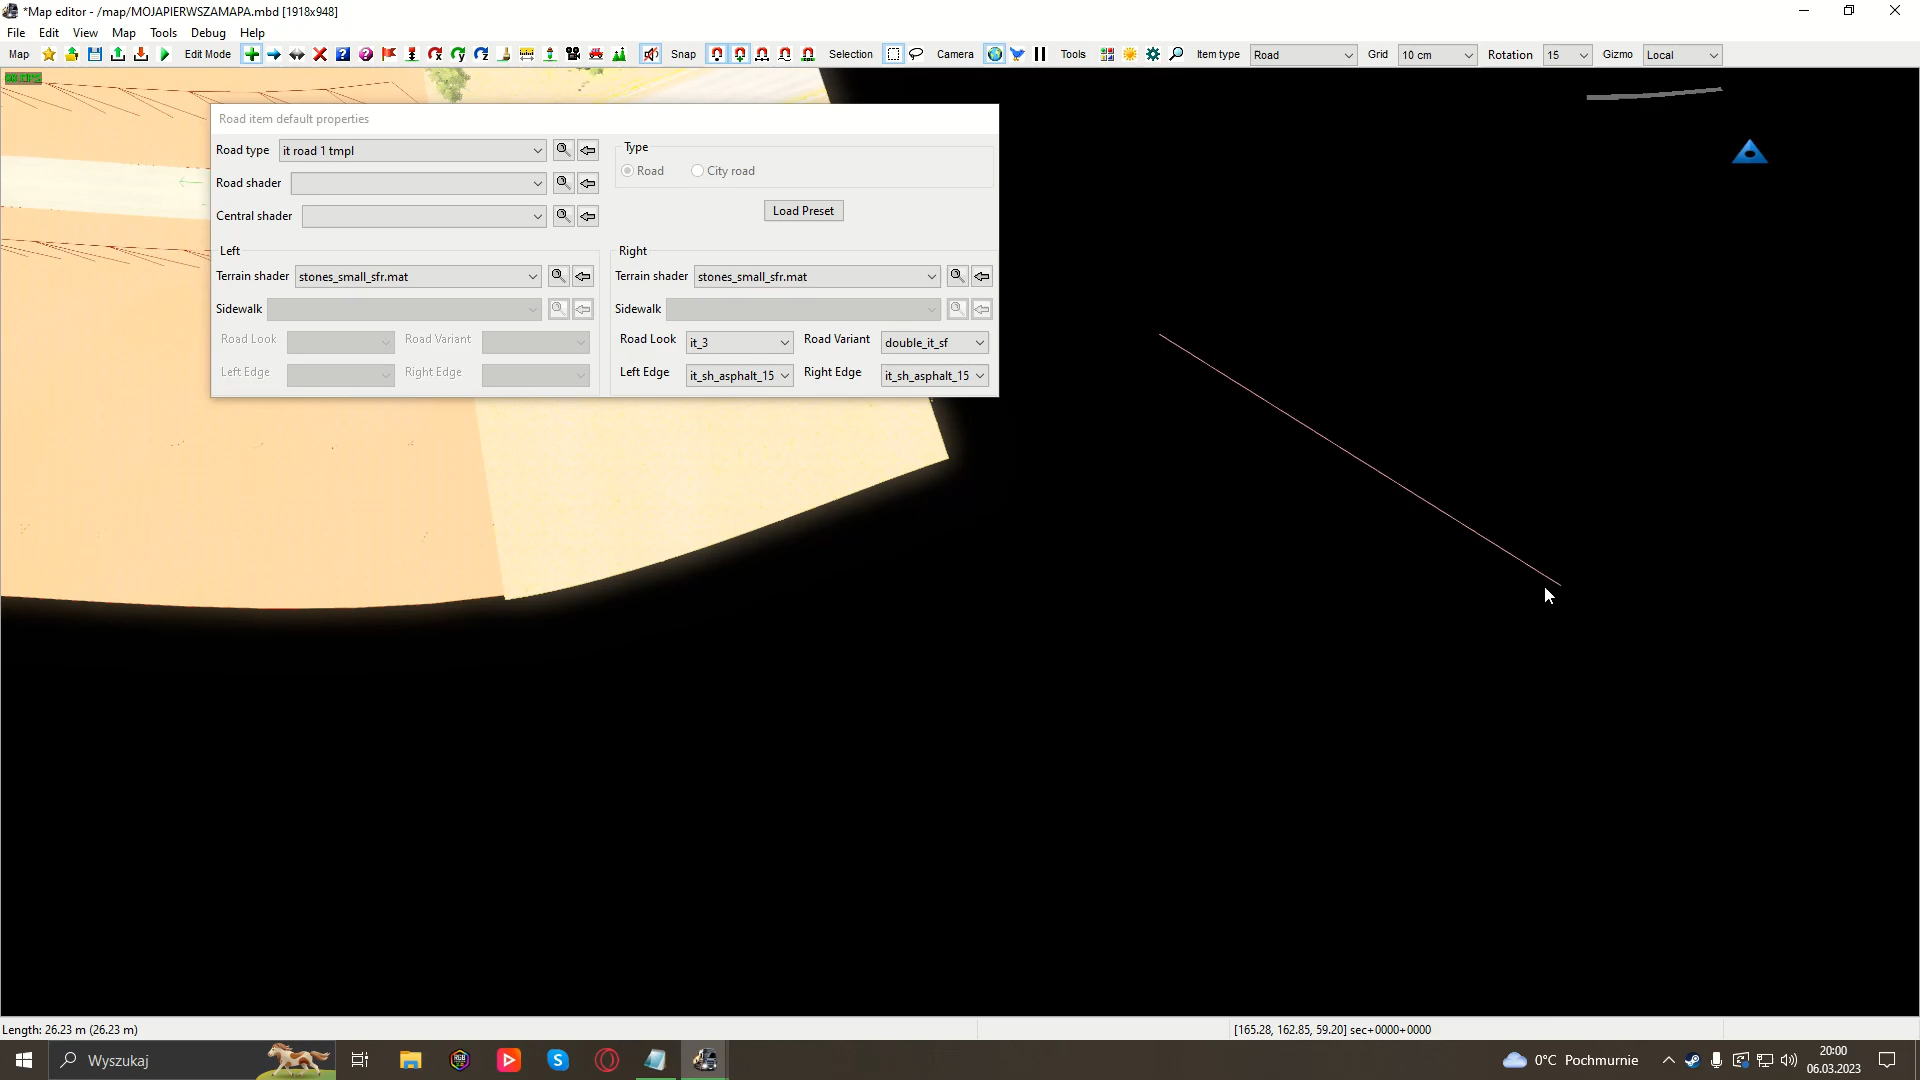 *Map editor - /map/MOJAPIERWSZAMAPA.mbd [1918x948]
File Edit View Map Tools Debug Help
Map Edit Mode Snap Selection Camera Tools Item type Road Grid 10 cm Rotation 15 Gizmo Local
Road item default properties
Road type it road 1 tmpl
Type
Road City road
Road shader
Central shader
Load Preset
Left Right
Terrain shader stones_small_sfr.mat Terrain shader stones_small_sfr.mat
Sidewalk Sidewalk
Road Look Road Variant Road Look it_3 Road Variant double_it_sf
Left Edge Right Edge Left Edge it_sh_asphalt_15 Right Edge it_sh_asphalt_15
Length: 26.23 m (26.23 m) [165.28, 162.85, 59.20] sec+0000+0000
Wyszukaj 0°C Pochmurnie 20:00
06.03.2023